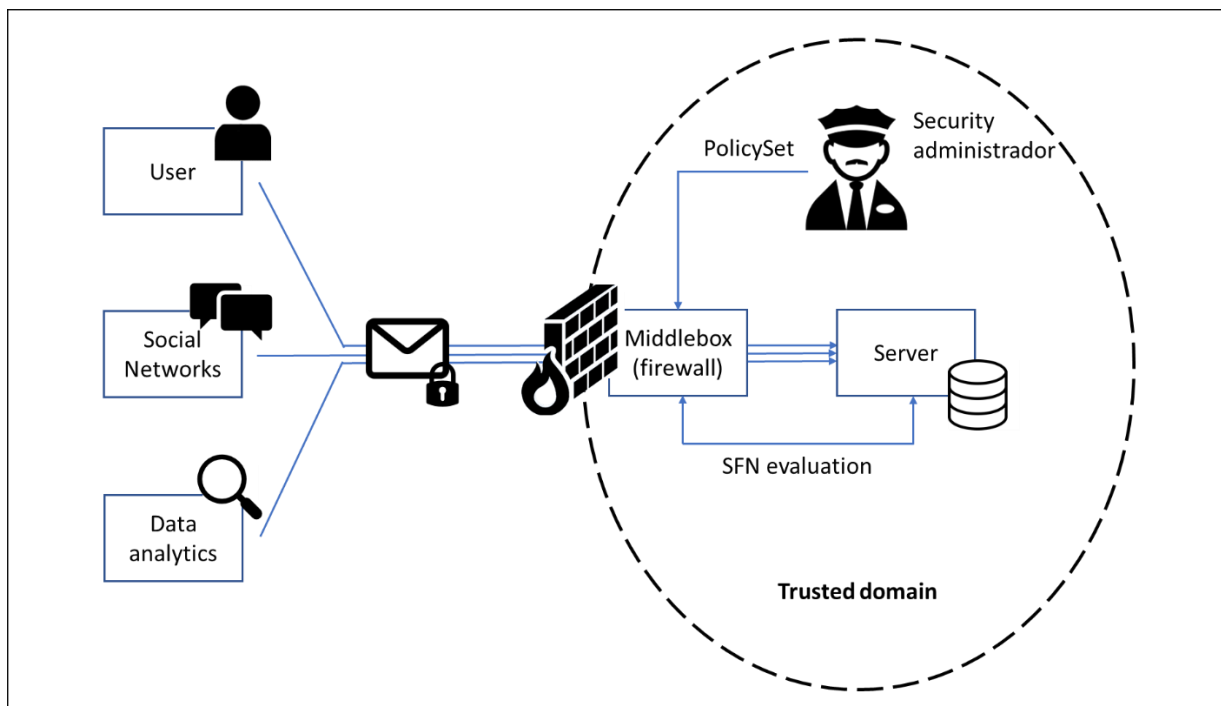 User
Social
Networks
Data
analytics
PolicySet
Security
administrador
Middlebox
(firewall)
Server
SFN evaluation
Trusted domain